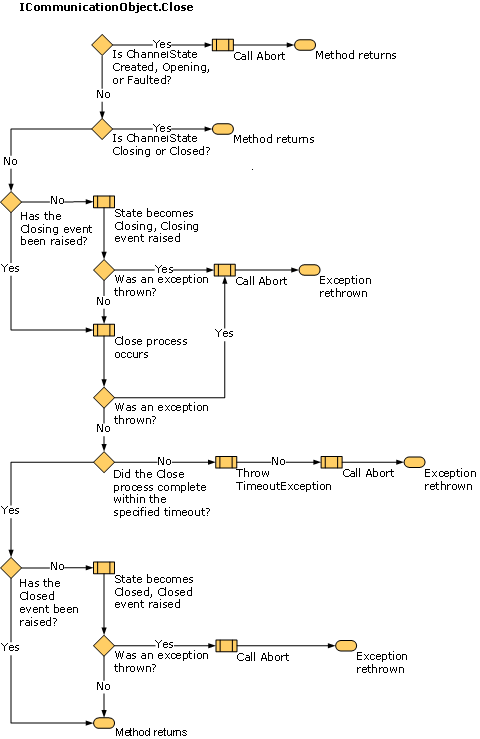 ICommunicationObject.Close
Yes
Is ChannelState
Created, Opening,
or Faulted?
Call Abort
Method returns
No
Yes
Is ChannelState
Closing or Closed?
Method returns
No
No
Has the
Closing event
been raised?
State becomes
Closing, Closing
event raised
Yes
Yes
Was an exception
thrown?
Call Abort
Exception
rethrown
No
Close process
occurs
Yes
Was an exception
thrown?
No
No
Did the Close
process complete
within the
specified timeout?
Throw
TimeoutException
No
Call Abort
Exception
rethrown
Yes
No
Has the
Closed
event been
raised?
State becomes
Closed, Closed
event raised
Yes
Yes
Was an exception
thrown?
Call Abort
Exception
rethrown
No
Method returns